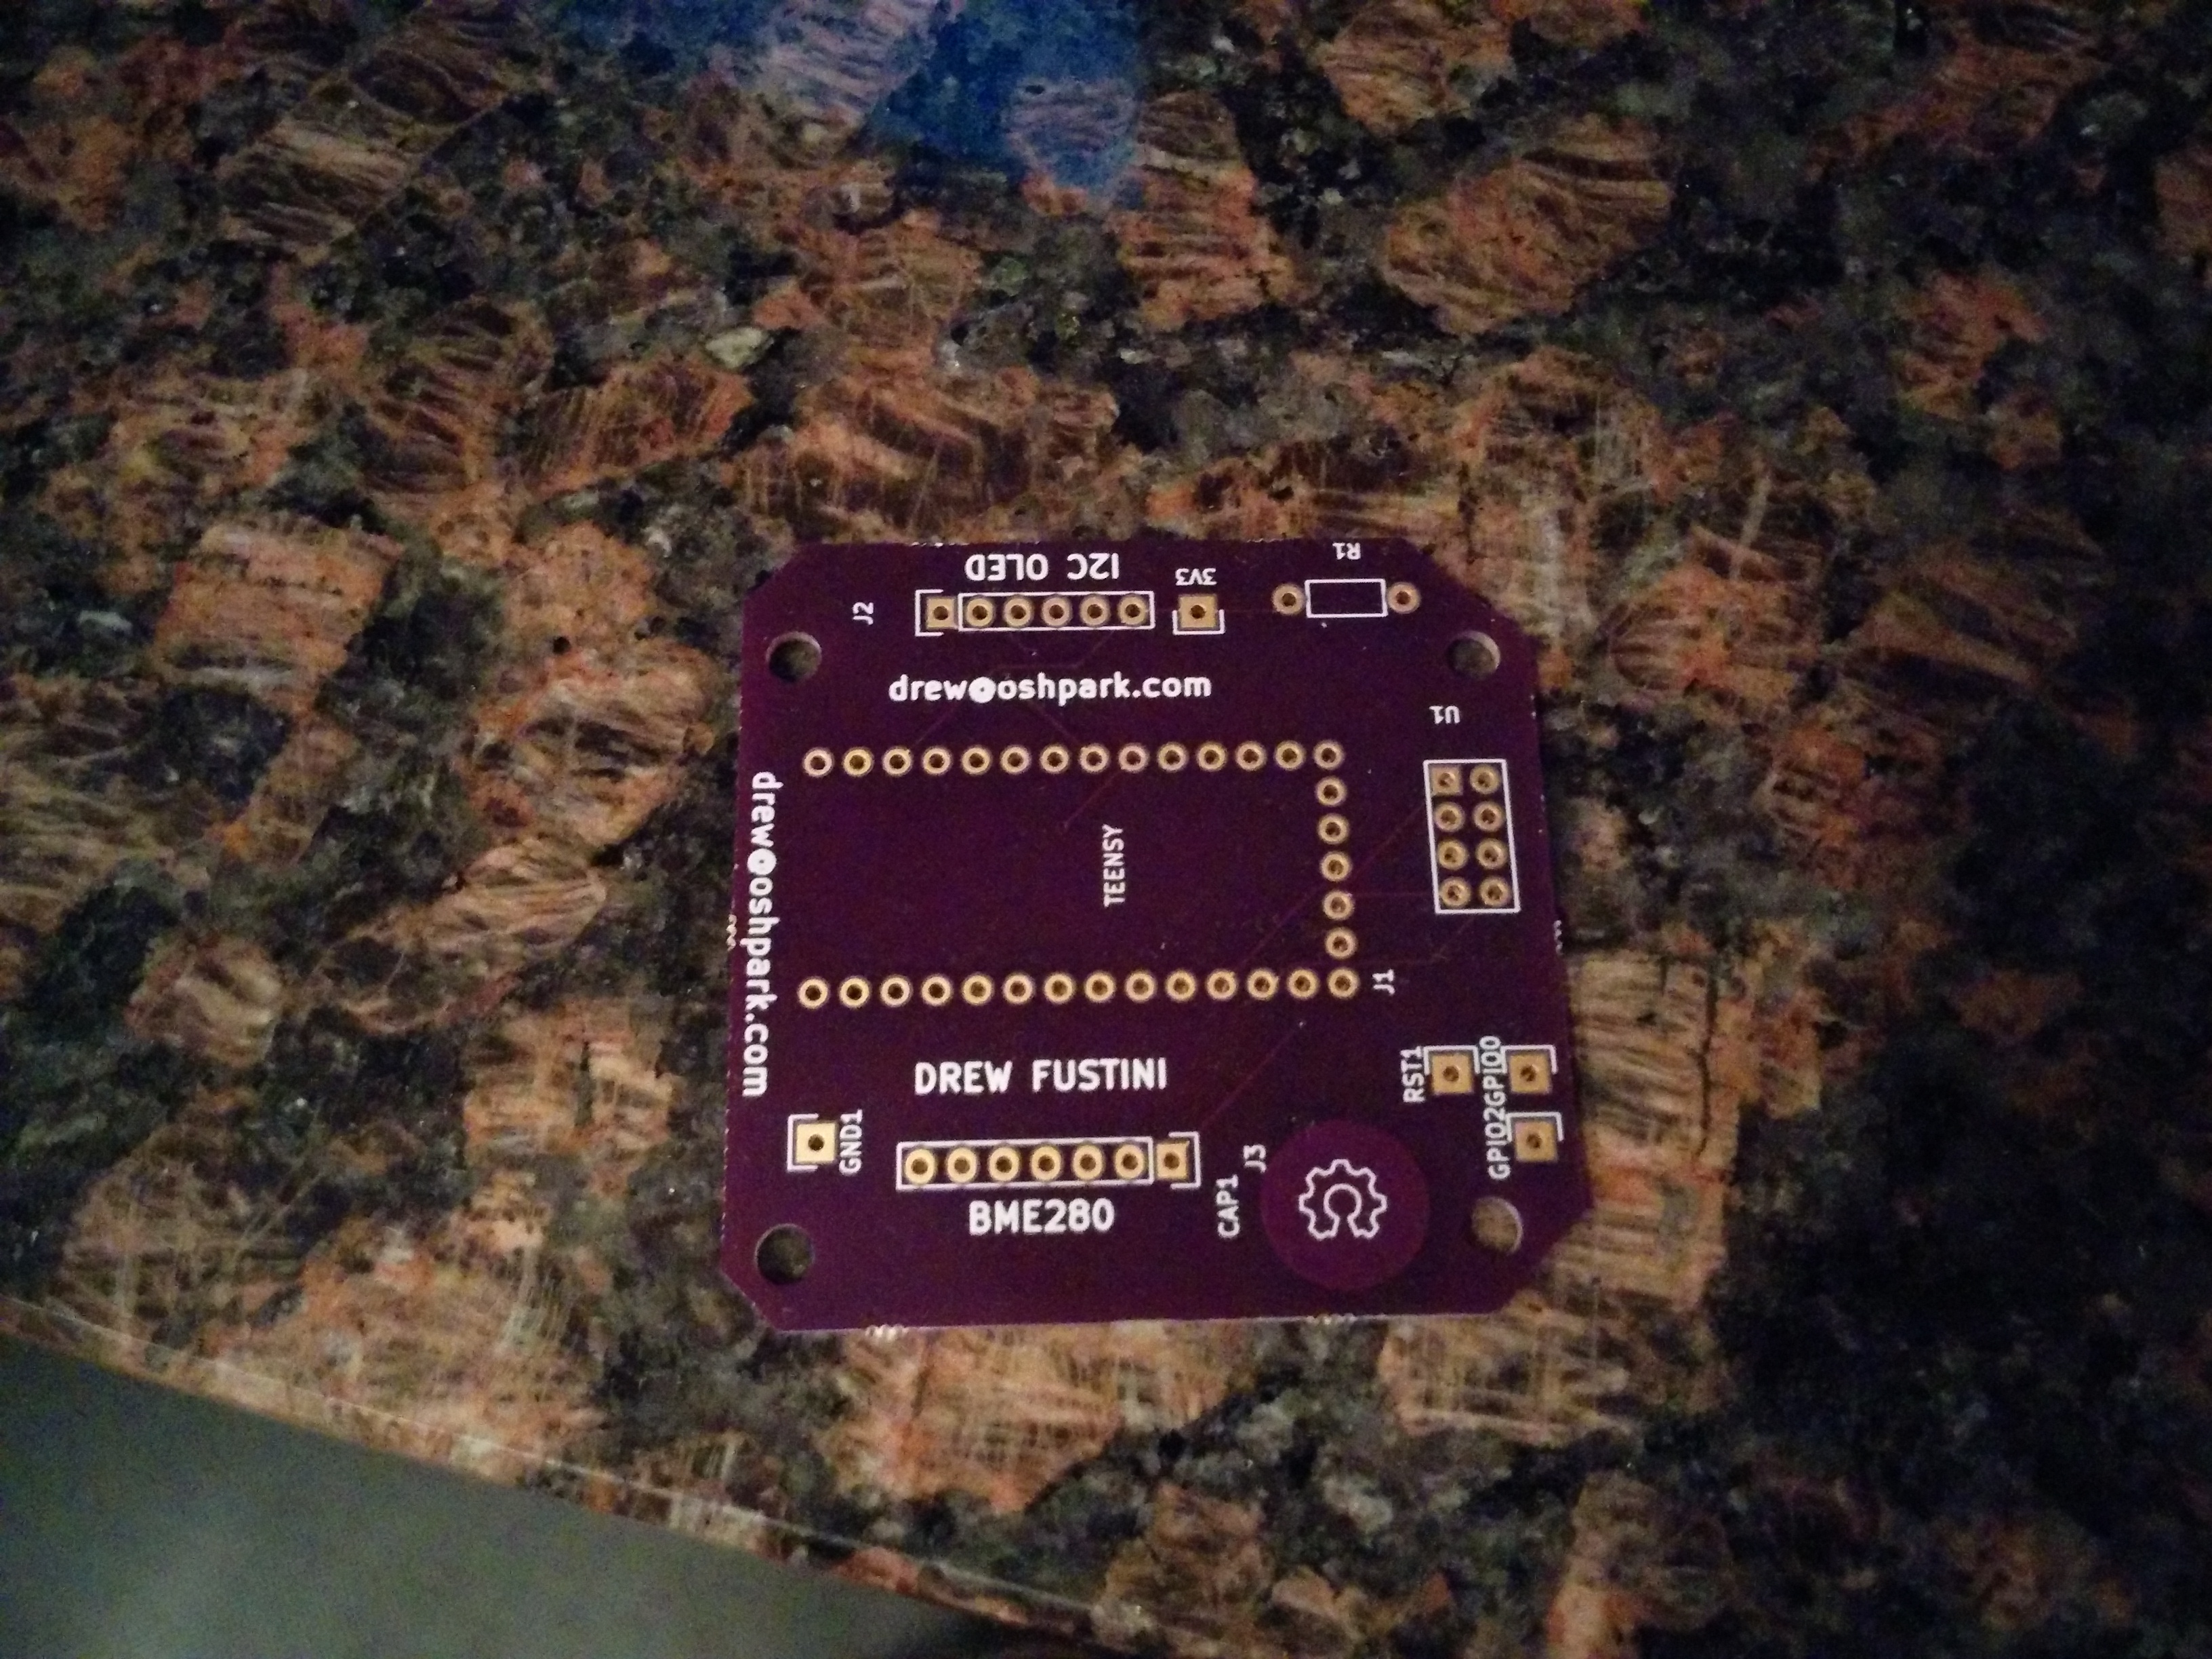 I2C OLED
R1
3V3
J2
drew@oshpark.com
U1
drew@oshpark.com
TEENSY
J1
DREW FUSTINI
RST1
GPIO0
GPIO2
GND1
J3
CAP1
BME280